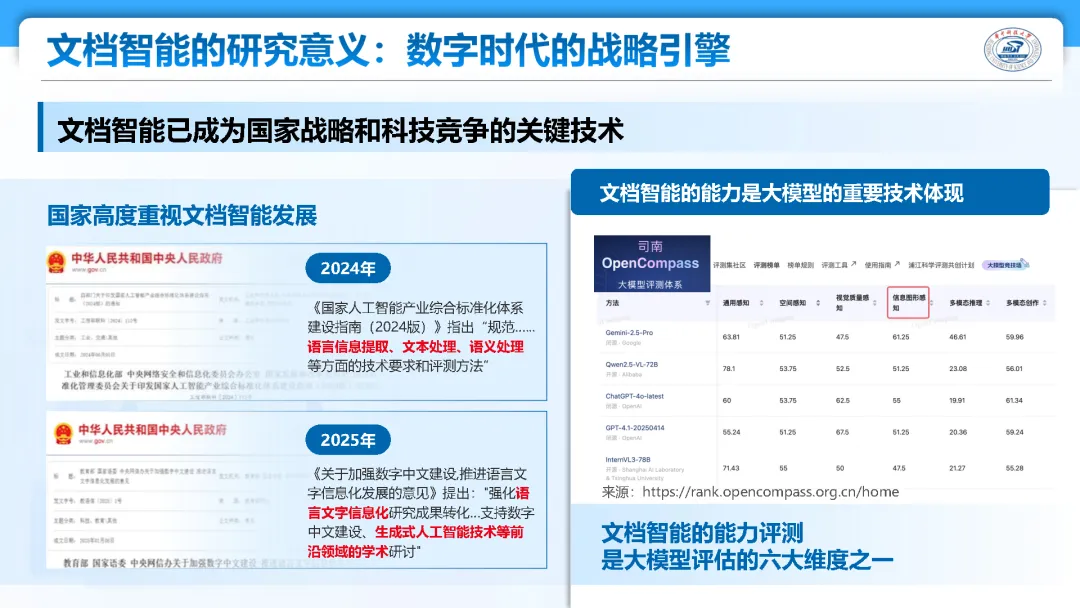 文档智能的研究意义：数字时代的战略引擎
文档智能已成为国家战略和科技竞争的关键技术
国家高度重视文档智能发展
中华人民共和国中央人民政府
www.gov.cn
2024年
《国家人工智能产业综合标准化体系
建设指南（2024版）》指出“规范……
语言信息提取、文本处理、语义处理
等方面的技术要求和评测方法”
工业和信息化部 中央网络安全和信息化委员会办公室 国家发展和
准化管理委员会关于印发国家人工智能产业综合标准化体系建设
中华人民共和国中央人民政府
www.gov.cn
2025年
《关于加强数字中文建设,推进语言文
字信息化发展的意见》提出："强化语
言文字信息化研究成果转化...支持数字
中文建设、生成式人工智能技术等前
沿领域的学术研讨"
教育部 国家语委 中央网信办关于加强数字中文建设 推进语言
文档智能的能力是大模型的重要技术体现
司南
OpenCompass
大模型评测体系
评测集社区 评测榜单 榜单规则 评测工具 使用指南 浦江科学评测共创计划 大模型竞技场
方法 通用感知 空间感知 视觉质量感知 信息图形感知 多模态推理 多模态创作
Gemini-2.5-Pro 63.81 51.25 47.5 61.25 46.61 59.96
闭源 · Google
Qwen2.5-VL-72B 78.1 53.75 52.5 51.25 23.08 56.01
开源 · Alibaba
ChatGPT-4o-latest 60 53.75 62.5 55 19.91 61.34
闭源 · OpenAI
GPT-4.1-20250414 55.24 51.25 67.5 51.25 20.36 59.24
闭源 · OpenAI
InternVL3-78B 71.43 55 50 47.5 21.27 55.28
开源 · Shanghai AI Laboratory
& Tsinghua University
来源：https://rank.opencompass.org.cn/home
文档智能的能力评测
是大模型评估的六大维度之一